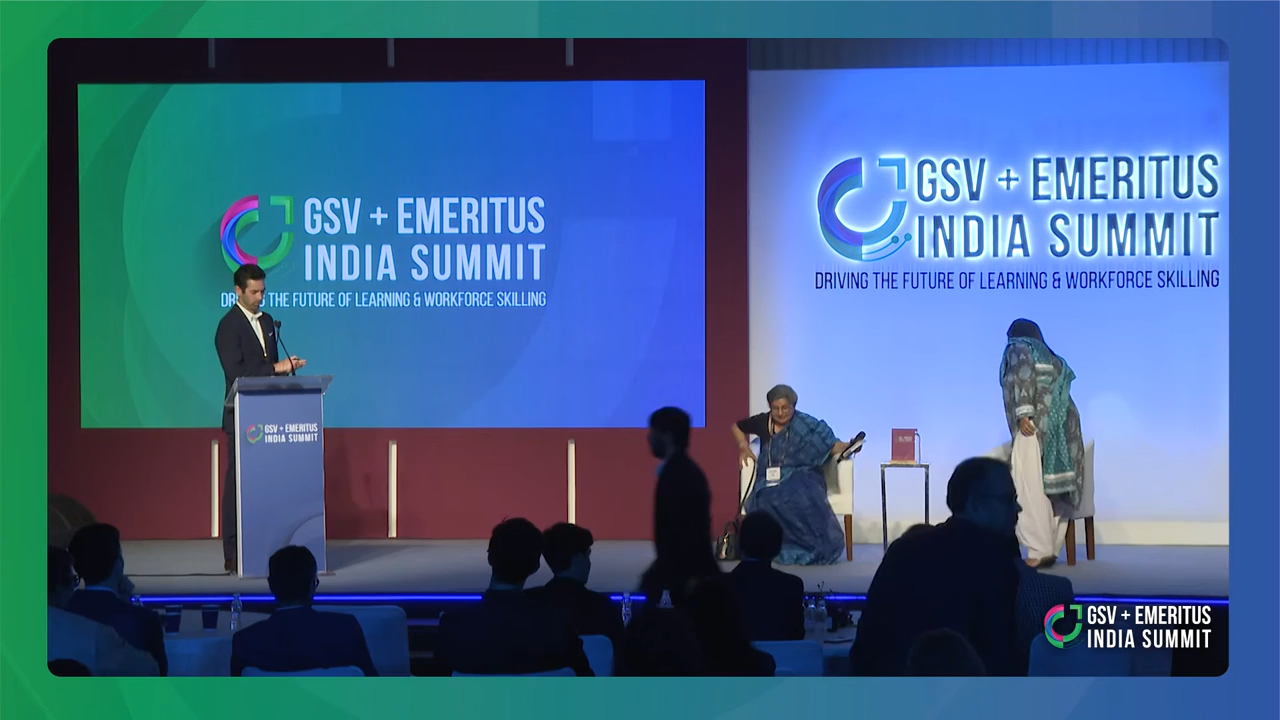 GSV + EMERITUS
INDIA SUMMIT
DRIVING THE FUTURE OF LEARNING & WORKFORCE SKILLING
GSV + EMERITUS
INDIA SUMMIT
DRIVING THE FUTURE OF LEARNING & WORKFORCE SKILLING
GSV + EMERITUS
INDIA SUMMIT
GSV + EMERITUS
INDIA SUMMIT